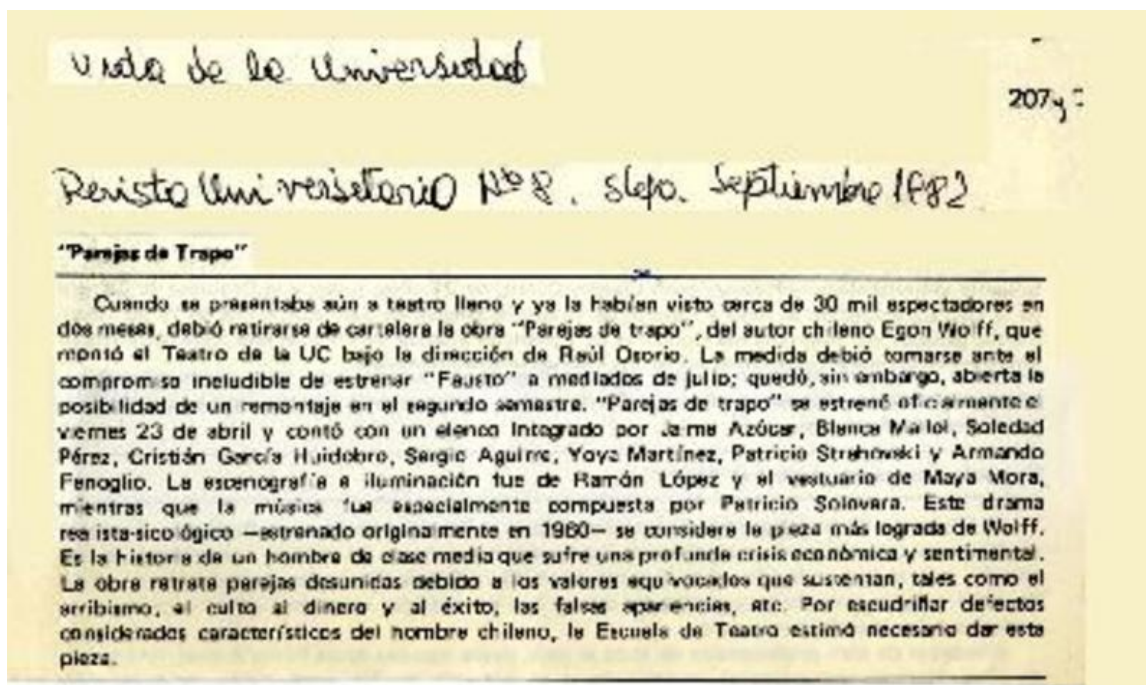 Vida de la Universidad
207y
Revista Universitaria Nº 8. Stgo. Septiembre 1982
"Parejas de Trapo"
Cuando se presentaba aún a teatro lleno y ya la habían visto cerca de 30 mil espectadores en
dos meses, debió retirarse de cartelera la obra "Parejas de trapo", del autor chileno Egon Wolff, que
montó el Teatro de la UC bajo la dirección de Raúl Osorio. La medida debió tomarse ante el
compromiso ineludible de estrenar "Fausto" a mediados de julio; quedó, sin embargo, abierta la
posibilidad de un remontaje en el segundo semestre. "Parejas de trapo" se estrenó oficialmente el
viernes 23 de abril y contó con un elenco integrado por Jaime Azócar, Blanca Mallol, Soledad
Pérez, Cristián García Huidobro, Sergio Aguirre, Yoya Martínez, Patricio Strahovski y Armando
Fenoglio. La escenografía e iluminación fue de Ramón López y el vestuario de Maya Mora,
mientras que la música fue especialmente compuesta por Patricio Solovera. Este drama
realista-sicológico —estrenado originalmente en 1960— se considera la pieza más lograda de Wolff.
Es la historia de un hombre de clase media que sufre una profunda crisis económica y sentimental.
La obra retrata parejas desunidas debido a los valores equivocados que sustentan, tales como el
arribismo, el culto al dinero y al éxito, las falsas apariencias, etc. Por escudriñar defectos
considerados característicos del hombre chileno, la Escuela de Teatro estimó necesario dar esta
pieza.